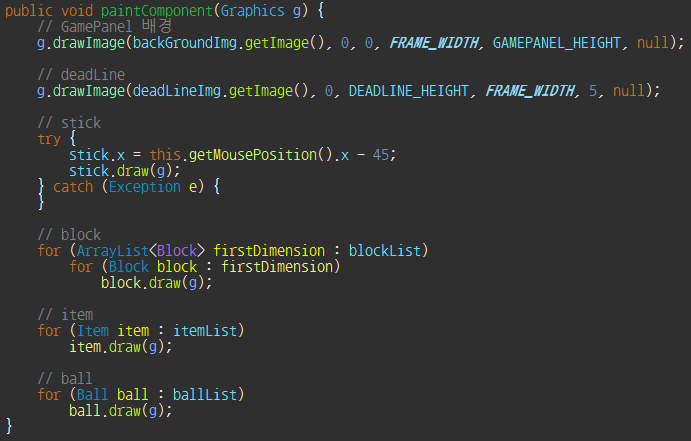 public void paintComponent(Graphics g) {
    // GamePanel 배경
    g.drawImage(backGroundImg.getImage(), 0, 0, FRAME_WIDTH, GAMEPANEL_HEIGHT, null);

    // deadLine
    g.drawImage(deadLineImg.getImage(), 0, DEADLINE_HEIGHT, FRAME_WIDTH, 5, null);

    // stick
    try {
        stick.x = this.getMousePosition().x - 45;
        stick.draw(g);
    } catch (Exception e) {
    }

    // block
    for (ArrayList<Block> firstDimension : blockList)
        for (Block block : firstDimension)
            block.draw(g);

    // item
    for (Item item : itemList)
        item.draw(g);

    // ball
    for (Ball ball : ballList)
        ball.draw(g);
}